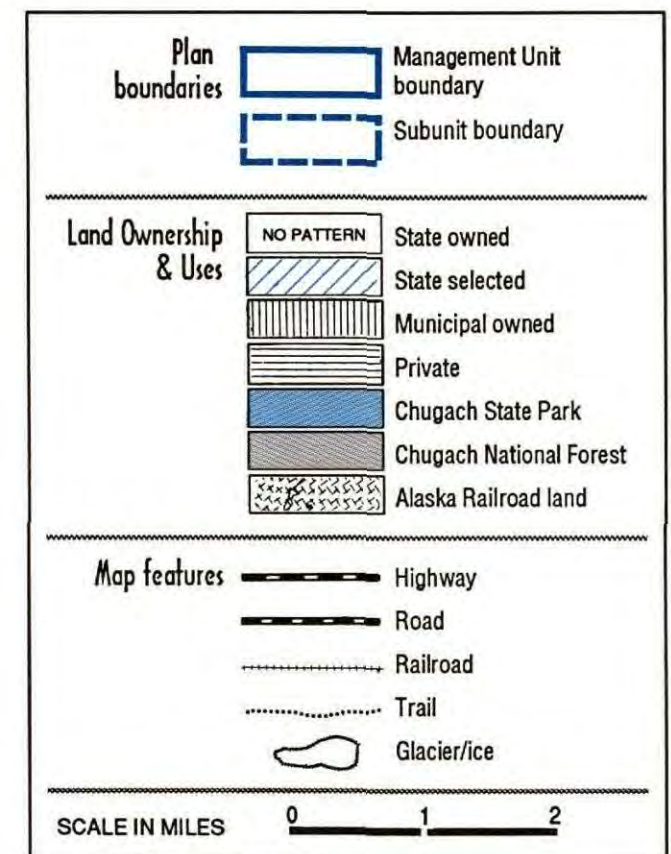 Plan
boundaries
Management Unit
boundary
Subunit boundary
Land Ownership
& Uses
NO PATTERN State owned
State selected
Municipal owned
Private
Chugach State Park
Chugach National Forest
Alaska Railroad land
Map features
Highway
Road
Railroad
Trail
Glacier/ice
SCALE IN MILES 0 1 2